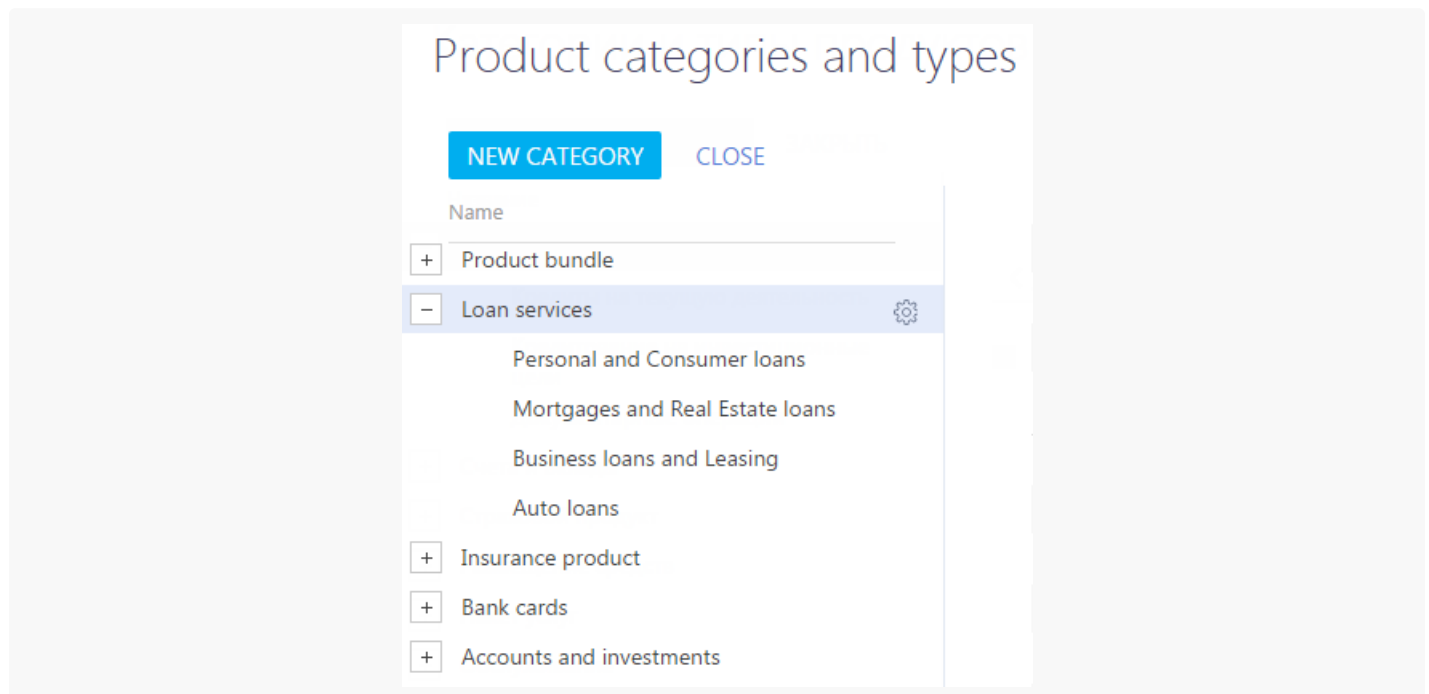 Product categories and types
NEW CATEGORY CLOSE
Name
+ Product bundle
− Loan services
Personal and Consumer loans
Mortgages and Real Estate loans
Business loans and Leasing
Auto loans
+ Insurance product
+ Bank cards
+ Accounts and investments